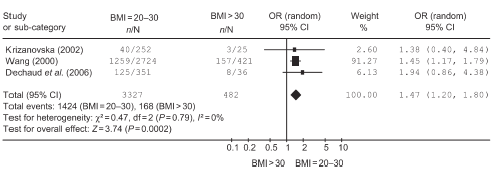 Study BMI = 20–30 BMI > 30 OR (random) Weight OR (random)
or sub-category n/N n/N 95% CI % 95% CI
Krizanovska (2002) 40/252 3/25 2.60 1.38 (0.40, 4.84)
Wang (2000) 1259/2724 157/421 91.27 1.45 (1.17, 1.79)
Dechaud et al. (2006) 125/351 8/36 6.13 1.94 (0.86, 4.38)
Total (95% CI) 3327 482 100.00 1.47 (1.20, 1.80)
Total events: 1424 (BMI = 20–30), 168 (BMI > 30)
Test for heterogeneity: χ² = 0.47, df = 2 (P = 0.79), I² = 0%
Test for overall effect: Z = 3.74 (P = 0.0002)
0.1 0.2 0.5 1 2 5 10
BMI > 30 BMI = 20–30